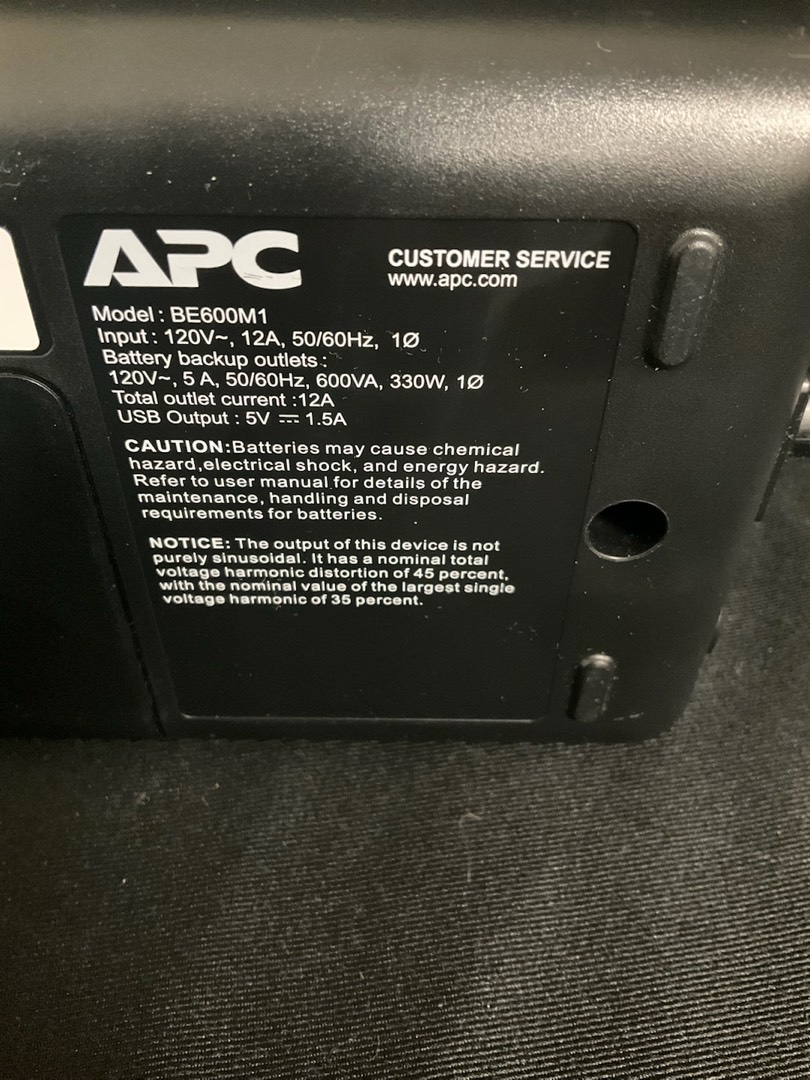 APC
CUSTOMER SERVICE
www.apc.com
Model : BE600M1
Input : 120V~, 12A, 50/60Hz, 1Ø
Battery backup outlets :
120V~, 5 A, 50/60Hz, 600VA, 330W, 1Ø
Total outlet current :12A
USB Output : 5V ⎓ 1.5A
CAUTION:Batteries may cause chemical
hazard,electrical shock, and energy hazard.
Refer to user manual for details of the
maintenance, handling and disposal
requirements for batteries.
NOTICE: The output of this device is not
purely sinusoidal. It has a nominal total
voltage harmonic distortion of 45 percent,
with the nominal value of the largest single
voltage harmonic of 35 percent.